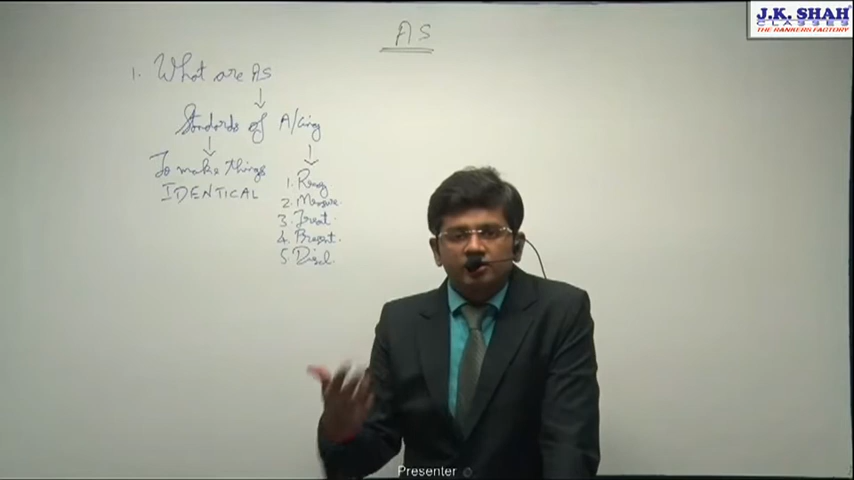 J.K. SHAH
CLASSES
THE RANKERS FACTORY
AS
1. What are AS
Standards of A/cing
To make things
IDENTICAL
1. Recog
2. Measure.
3. Treat.
4. Present.
5. Discl.
Presenter